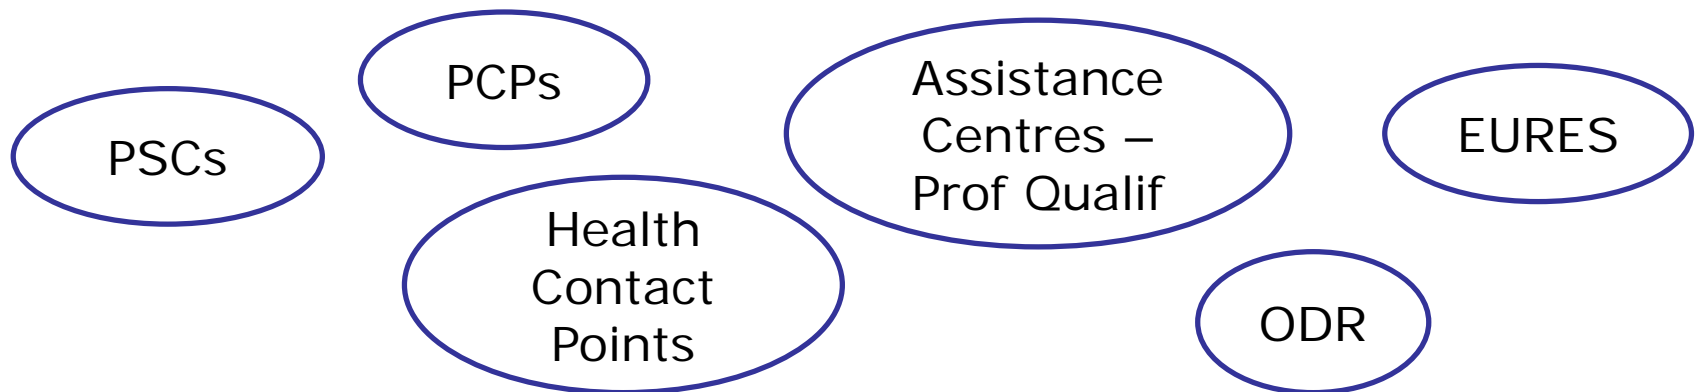 PSCs
PCPs
Health
Contact
Points
Assistance
Centres –
Prof Qualif
EURES
ODR